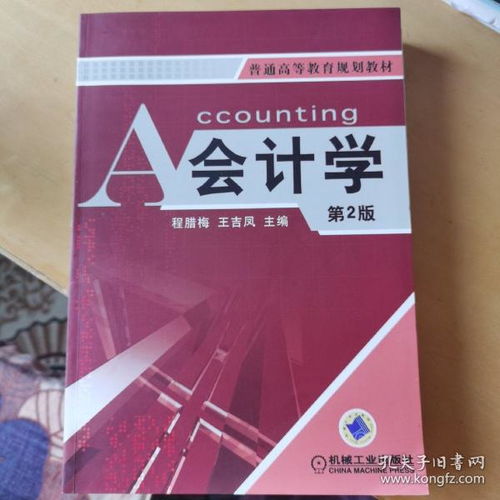 普通高等教育规划教材
Accounting
会计学
第2版
程腊梅 王吉凤 主编
机械工业出版社
CHINA MACHINE PRESS
孔夫子旧书网
kongfz.com